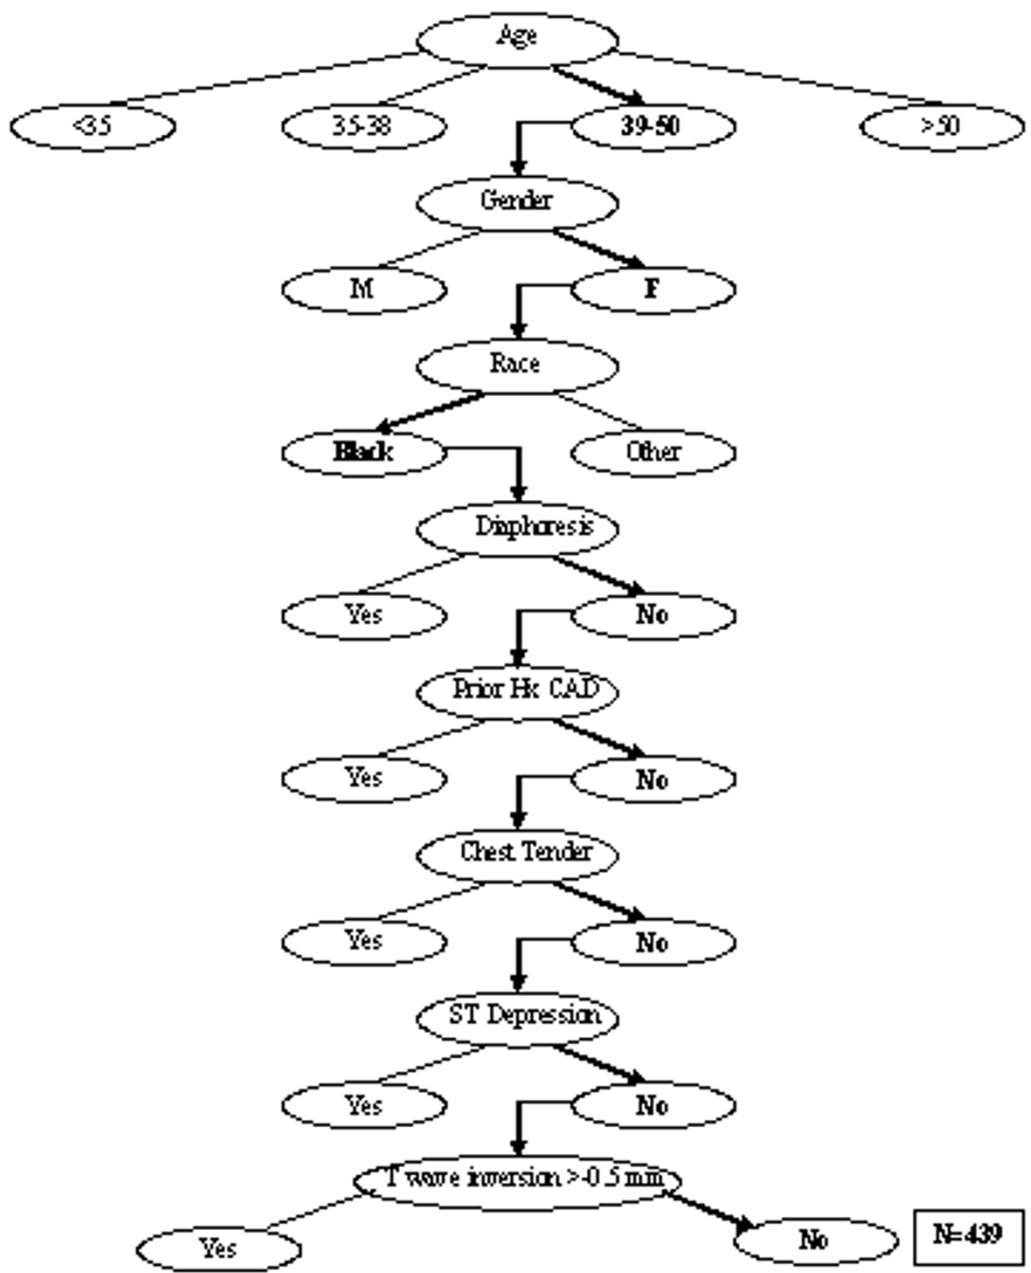 Age
<35 35-38 39-50 >50
Gender
M F
Race
Black Other
Diaphoresis
Yes No
Prior Hx CAD
Yes No
Chest Tender
Yes No
ST Depression
Yes No
T wave inversion >-0.5 mm
Yes No N=439